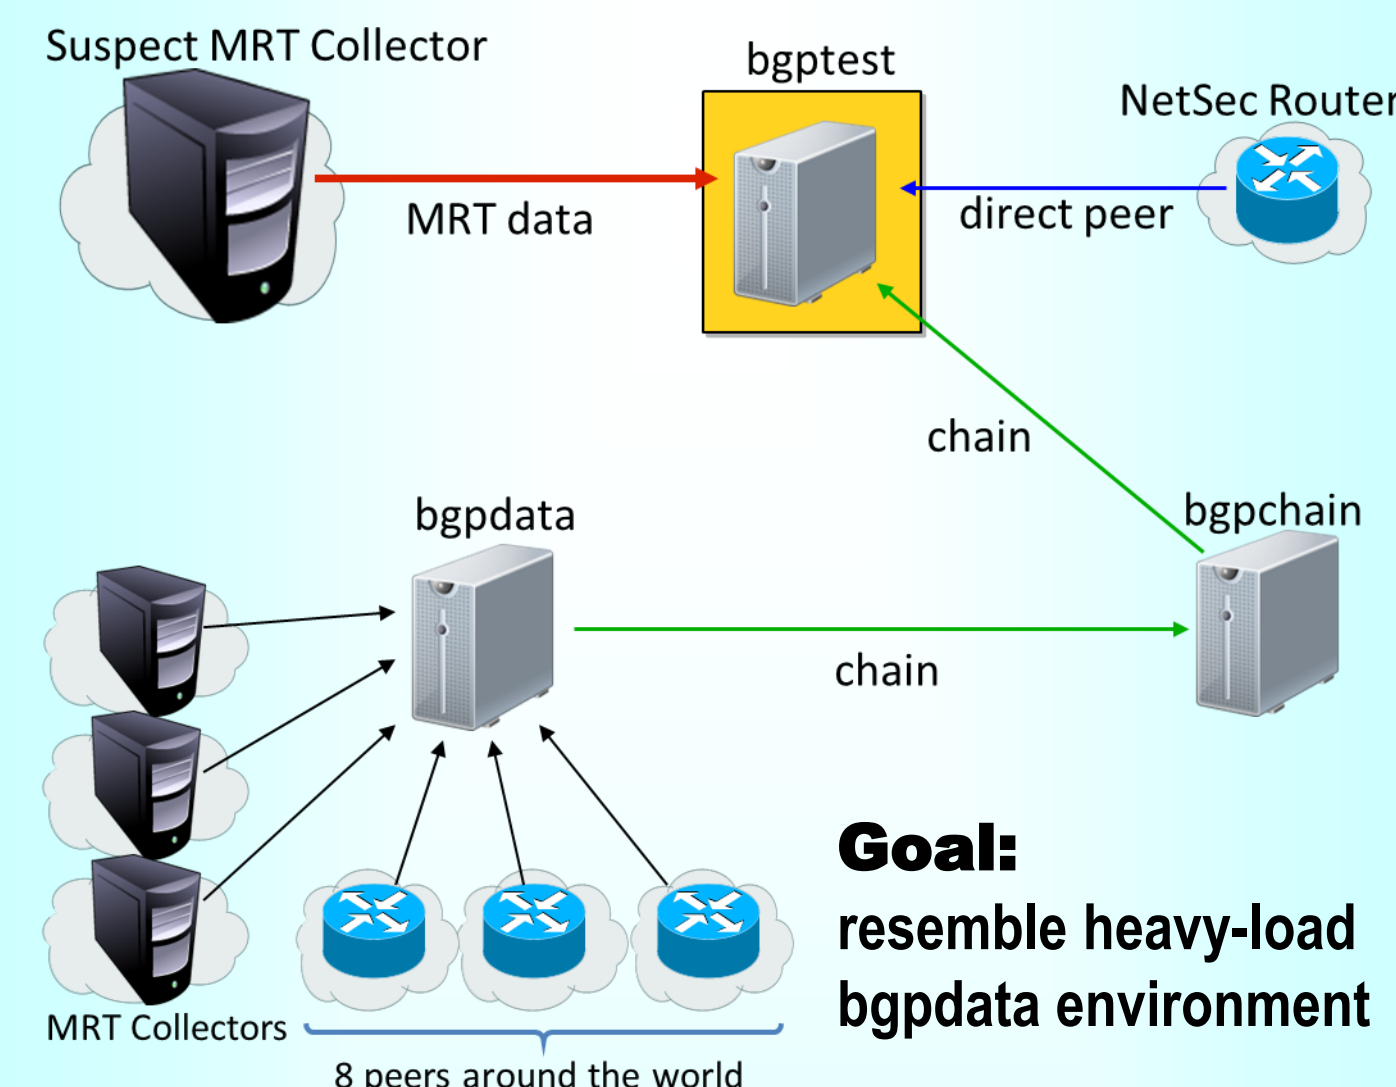 Suspect MRT Collector
bgptest
NetSec Router
MRT data
direct peer
chain
bgpdata
bgpchain
chain
Goal:
resemble heavy-load
bgpdata environment
MRT Collectors
8 peers around the world